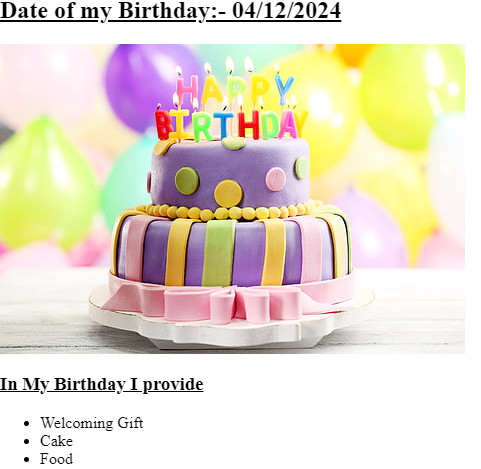 Date of my Birthday:- 04/12/2024
HAPPY
BIRTHDAY
In My Birthday I provide
Welcoming Gift
Cake
Food